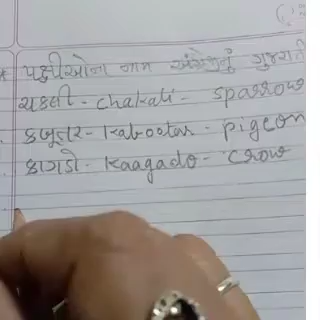 * પક્ષીઓના નામ અંગ્રેજીનું ગુજરાતી
ચકલી - chakali - sparrow
કબૂતર - kabootar - pigeon
કાગડો - kaagado - crow